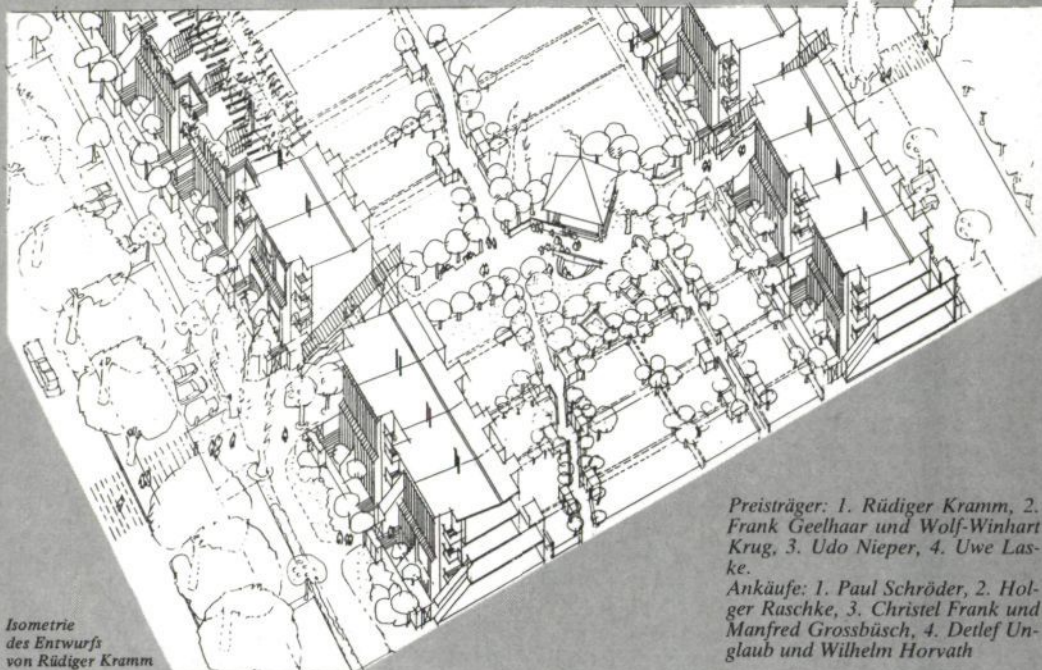 Preisträger: 1. Rüdiger Kramm, 2.
Frank Geelhaar und Wolf-Winhart
Krug, 3. Udo Nieper, 4. Uwe Las-
ke.
Ankäufe: 1. Paul Schröder, 2. Hol-
ger Raschke, 3. Christel Frank und
Manfred Grossbüsch, 4. Detlef Un-
glaub und Wilhelm Horvath
Isometrie
des Entwurfs
von Rüdiger Kramm